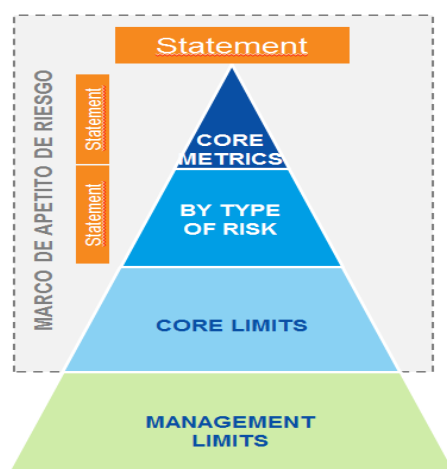 Statement
MARCO DE APETITO DE RIESGO
Statement
Statement
CORE
METRICS
BY TYPE
OF RISK
CORE LIMITS
MANAGEMENT
LIMITS